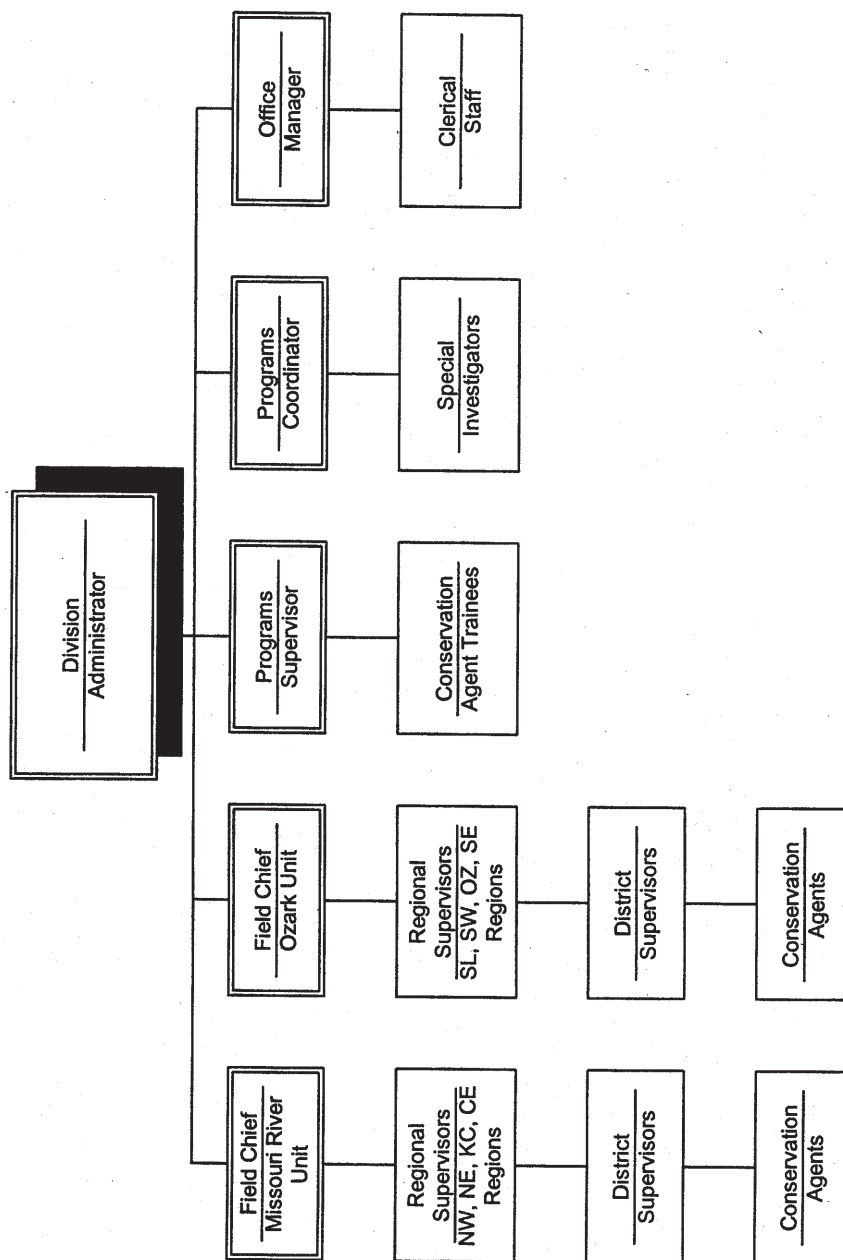 Division
Administrator
Field Chief
Missouri River
Unit
Field Chief
Ozark Unit
Programs
Supervisor
Programs
Coordinator
Office
Manager
Regional
Supervisors
NW, NE, KC, CE
Regions
Regional
Supervisors
SL, SW, OZ, SE
Regions
Conservation
Agent Trainees
Special
Investigators
Clerical
Staff
District
Supervisors
District
Supervisors
Conservation
Agents
Conservation
Agents